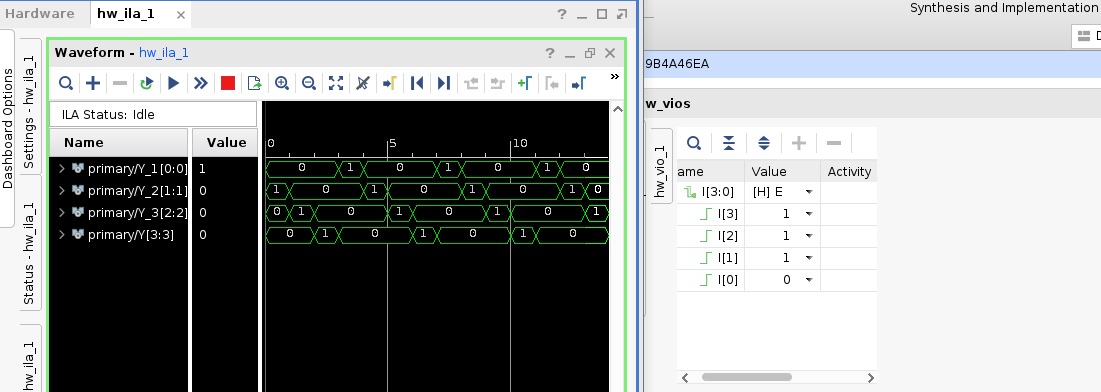 Hardware hw_ila_1 ×
Waveform - hw_ila_1
ILA Status: Idle
Name Value
0 5 10
primary/Y_1[0:0] 1 0 1 0 1 0 1 0
primary/Y_2[1:1] 0 1 0 1 0 1 0 1 0
primary/Y_3[2:2] 0 0 1 0 1 0 1 0 1
primary/Y[3:3] 0 0 1 0 1 0 1 0
Dashboard Options
Settings - hw_ila_1
Status - hw_ila_1
hw_ila_1
Synthesis and Implementation
9B4A46EA
w_vios
hw_vio_1
ame Value Activity
I[3:0] [H] E
I[3] 1
I[2] 1
I[1] 1
I[0] 0